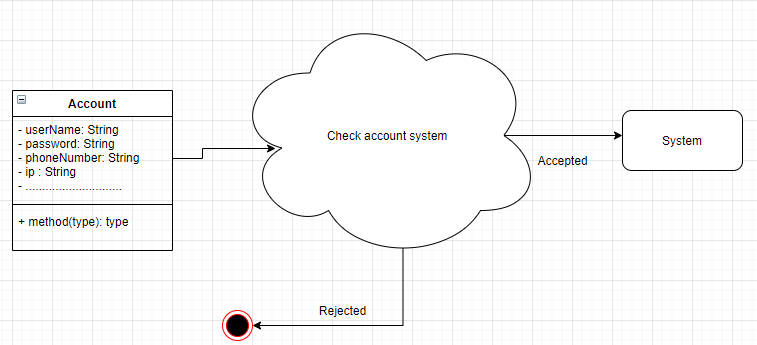 Account
- userName: String
- password: String
- phoneNumber: String
- ip : String
- .............................
+ method(type): type
Check account system
Accepted
System
Rejected